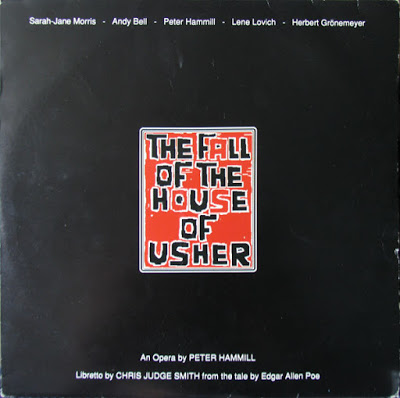 Sarah-Jane Morris - Andy Bell - Peter Hammill - Lene Lovich - Herbert Grönemeyer
THE FALL
OF THE
HOUSE
OF
USHER
An Opera by PETER HAMMILL
Libretto by CHRIS JUDGE SMITH from the tale by Edgar Allen Poe